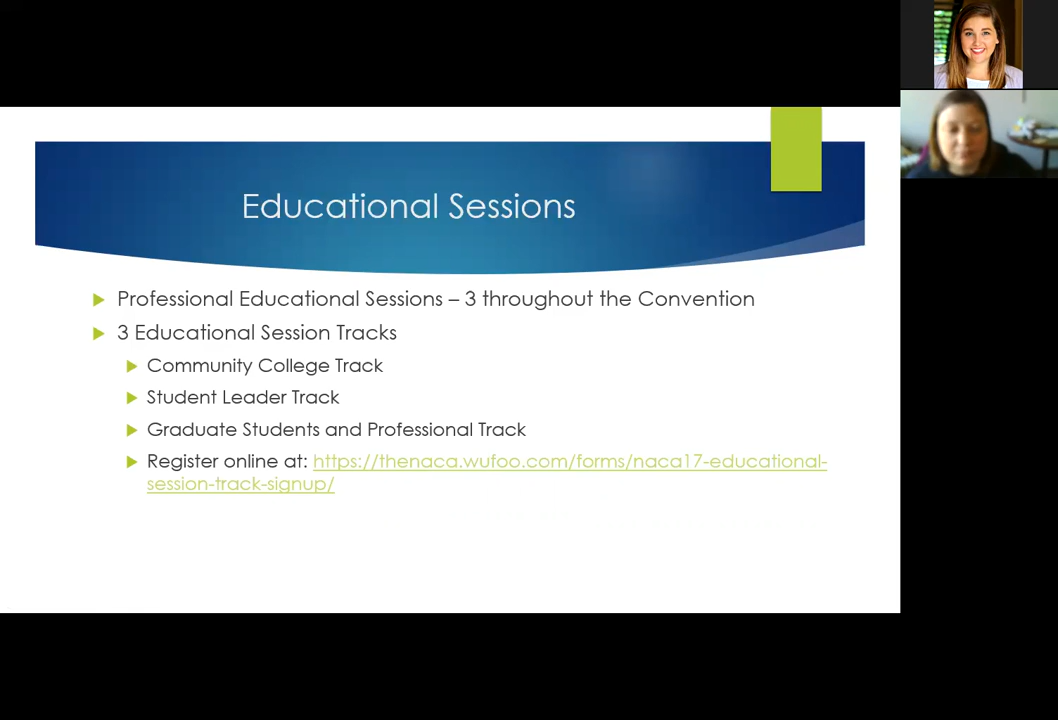 Educational Sessions
Professional Educational Sessions – 3 throughout the Convention
3 Educational Session Tracks
Community College Track
Student Leader Track
Graduate Students and Professional Track
Register online at: https://thenaca.wufoo.com/forms/naca17-educational-
session-track-signup/